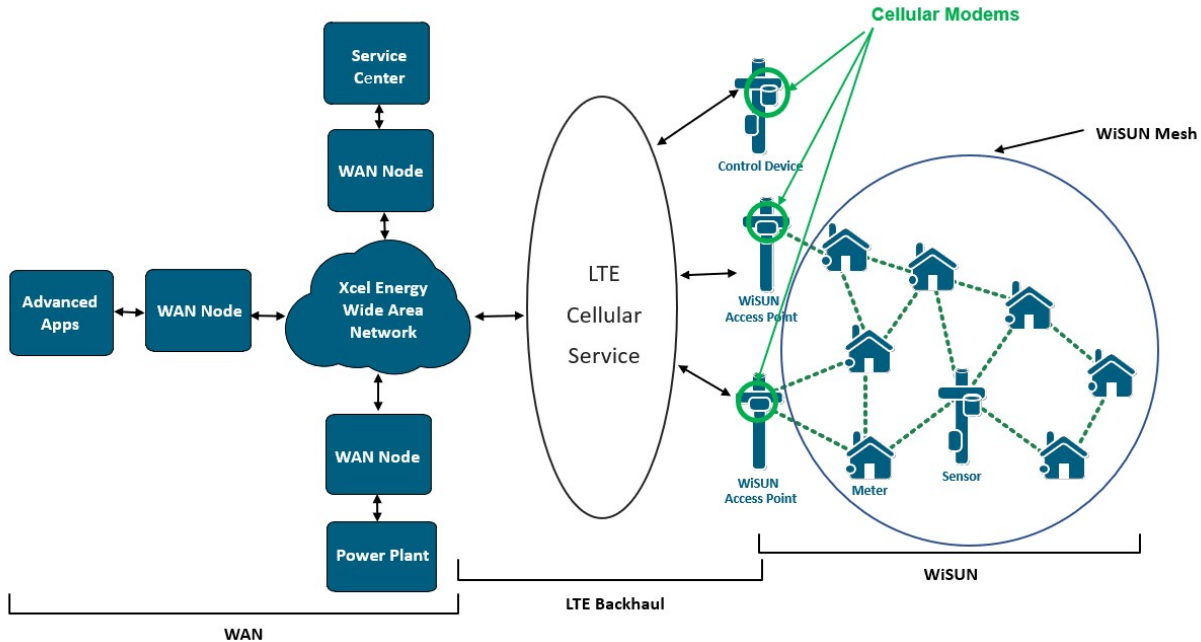 Cellular Modems
Service
Center
WAN Node
Control Device
WiSUN Mesh
Advanced
Apps
WAN Node
Xcel Energy
Wide Area
Network
LTE
Cellular
Service
WiSUN
Access Point
WAN Node
WiSUN
Access Point
Meter
Sensor
Power Plant
WiSUN
LTE Backhaul
WAN